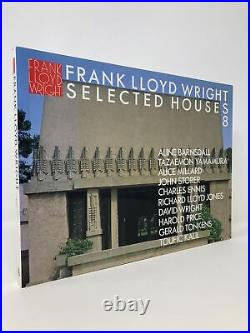 FRANK
LLOYD
WRIGHT
FRANK LLOYD WRIGHT
SELECTED HOUSES
8
ALINE BARNSDALL
TAZAEMON YAMAMURA
ALICE MILLARD
JOHN STORER
CHARLES ENNIS
RICHARD LLOYD JONES
DAVID WRIGHT
HAROLD PRICE
GERALD TONKENS
TOUFIC KALIL